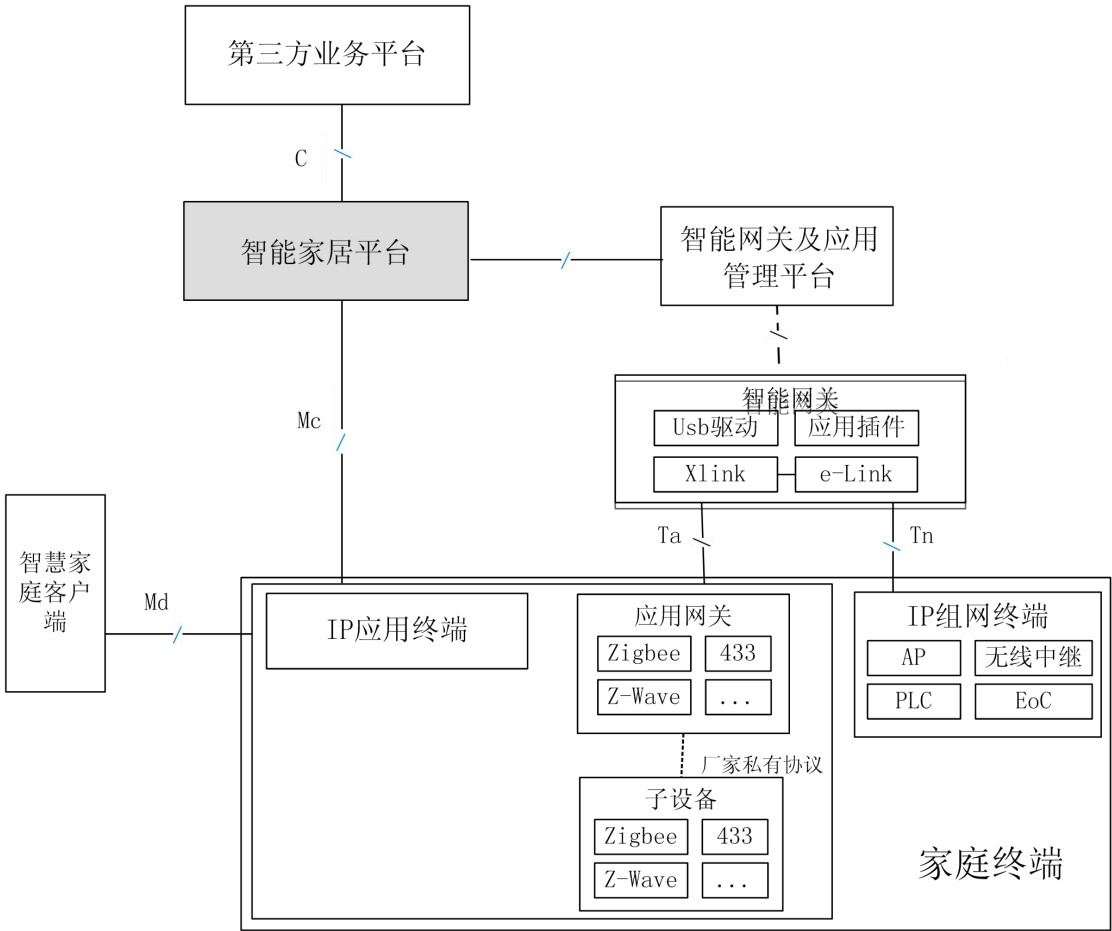 第三方业务平台
C
智能家居平台
智能网关及应用
管理平台
智能网关
Usb驱动
应用插件
Xlink
e-Link
Mc
Ta
Tn
智慧家
庭客户
端
Md
IP应用终端
应用网关
Zigbee
433
Z-Wave
...
IP组网终端
AP
无线中继
PLC
EoC
厂家私有协议
子设备
Zigbee
433
Z-Wave
...
家庭终端